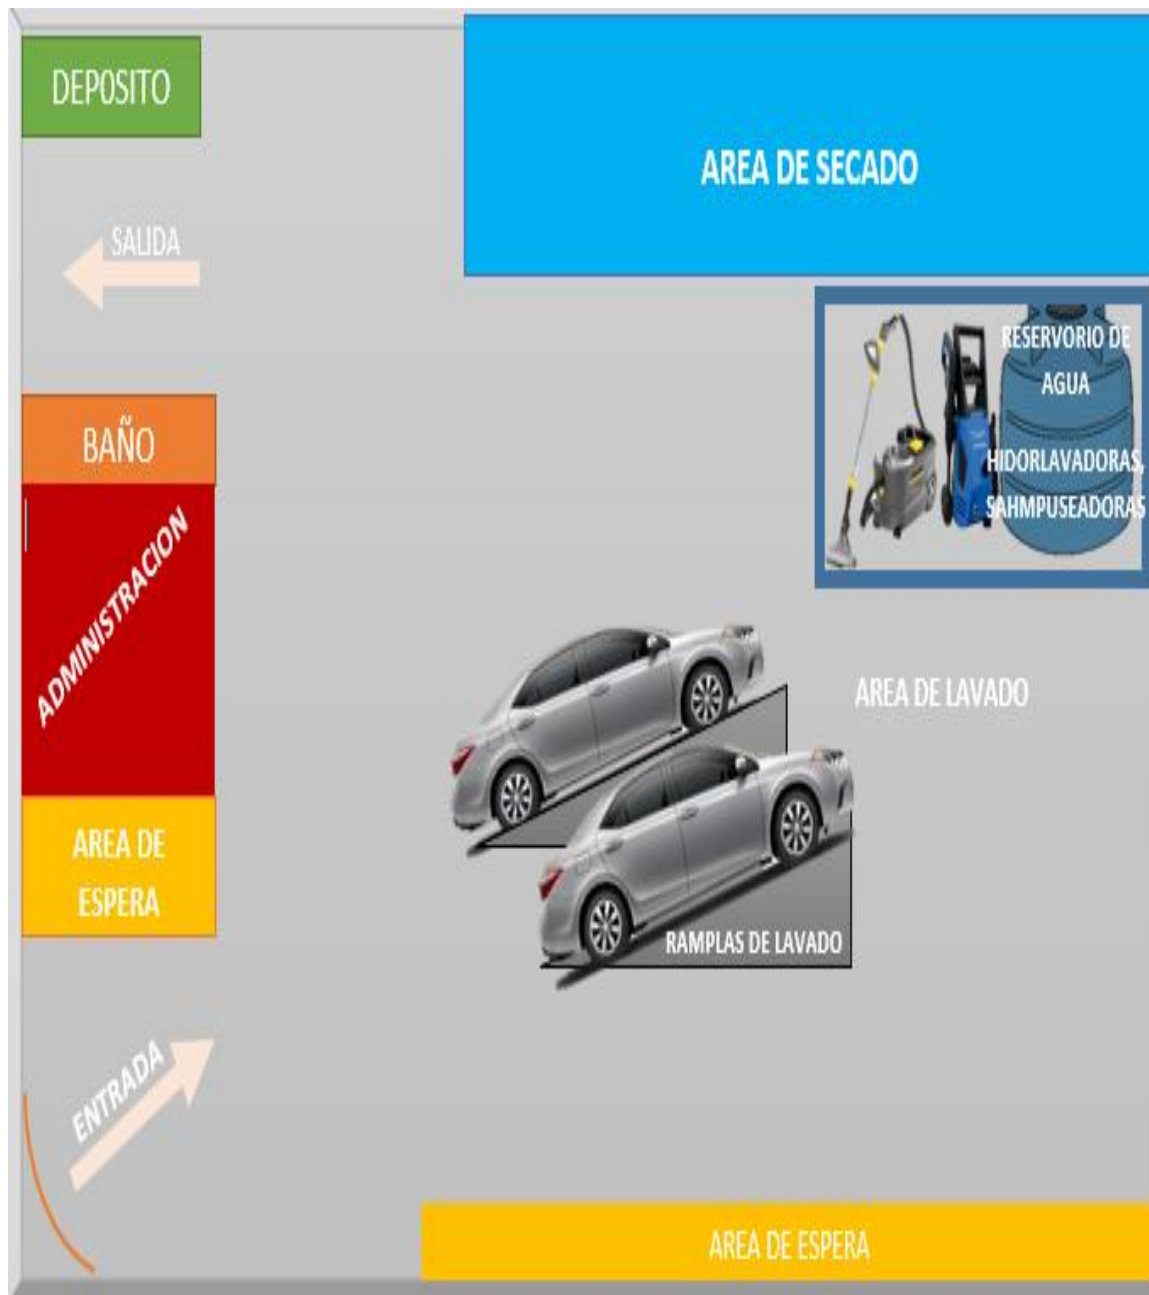 DEPOSITO
AREA DE SECADO
SALIDA
RESERVORIO DE
AGUA
HIDORLAVADORAS,
SAHMPUSEADORAS
BAÑO
ADMINISTRACION
AREA DE LAVADO
AREA DE
ESPERA
RAMPLAS DE LAVADO
ENTRADA
AREA DE ESPERA